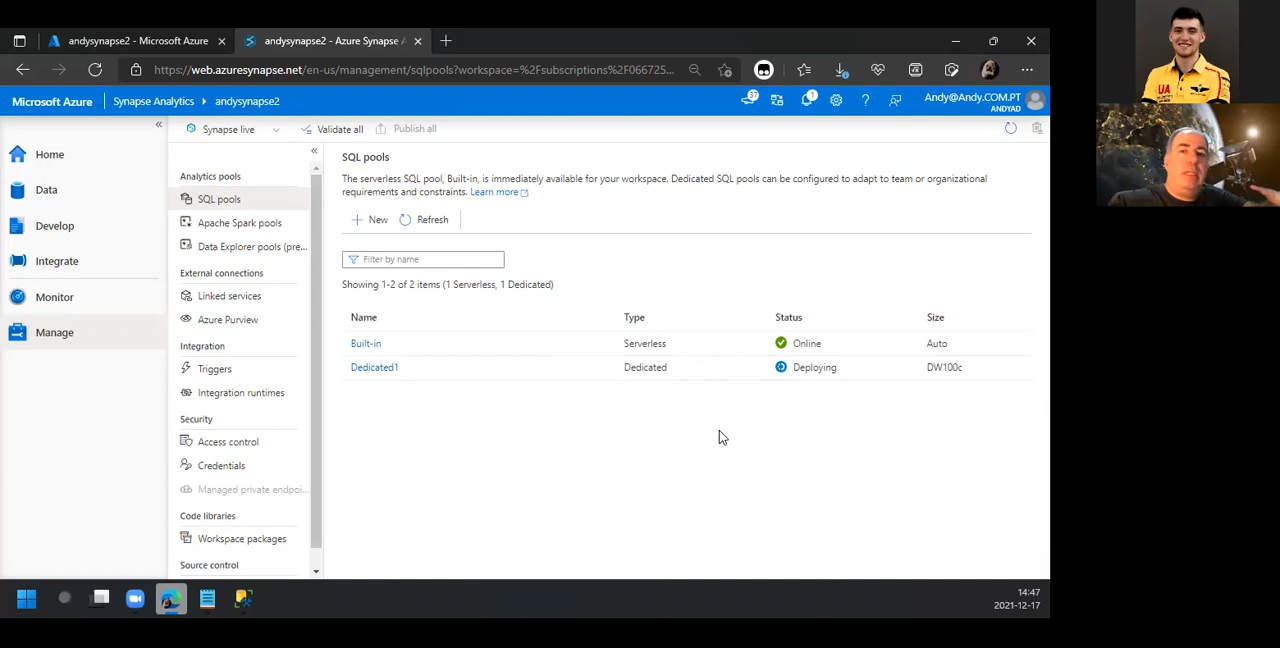 andysynapse2 - Microsoft Azure
andysynapse2 - Azure Synapse A
https://web.azuresynapse.net/en-us/management/sqlpools?workspace=%2Fsubscriptions%2F066725...
Microsoft Azure
Synapse Analytics
andysynapse2
37
1
Andy@Andy.COM.PT
ANDYAD
Synapse live
Validate all
Publish all
Home
Data
Develop
Integrate
Monitor
Manage
Analytics pools
SQL pools
Apache Spark pools
Data Explorer pools (pre...
External connections
Linked services
Azure Purview
Integration
Triggers
Integration runtimes
Security
Access control
Credentials
Managed private endpoi...
Code libraries
Workspace packages
Source control
SQL pools
The serverless SQL pool, Built-in, is immediately available for your workspace. Dedicated SQL pools can be configured to adapt to team or organizational
requirements and constraints. Learn more
New
Refresh
Filter by name
Showing 1-2 of 2 items (1 Serverless, 1 Dedicated)
Name Type Status Size
Built-in Serverless Online Auto
Dedicated1 Dedicated Deploying DW100c
14:47
2021-12-17
UA